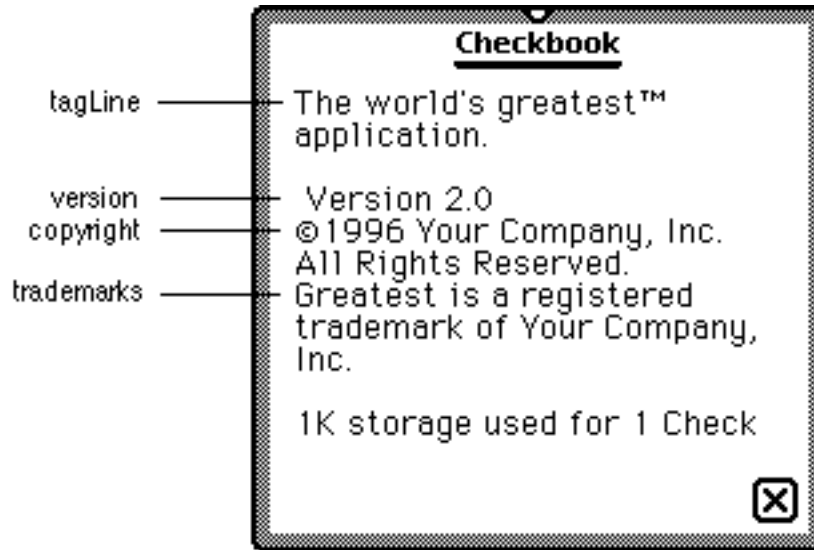 Checkbook
tagLine
The world's greatest™
application.
version
Version 2.0
copyright
©1996 Your Company, Inc.
All Rights Reserved.
trademarks
Greatest is a registered
trademark of Your Company,
Inc.
1K storage used for 1 Check